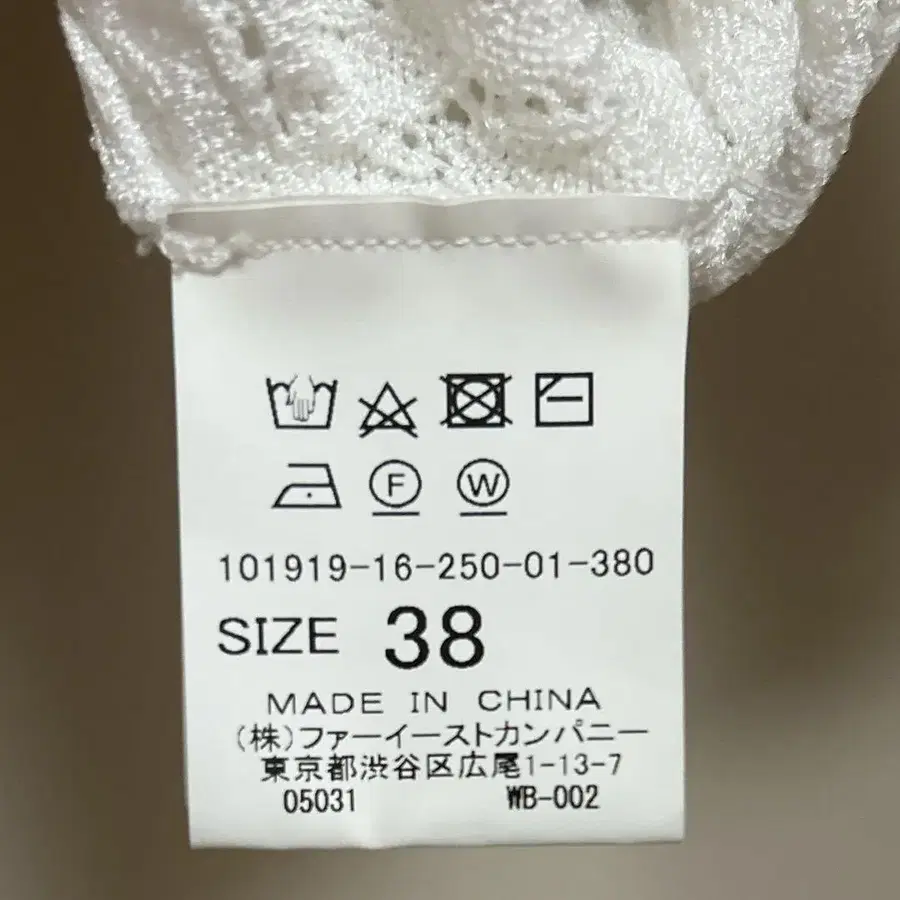 F W
101919-16-250-01-380
SIZE 38
MADE IN CHINA
(株)ファーイーストカンパニー
東京都渋谷区広尾1-13-7
05031 WB-002